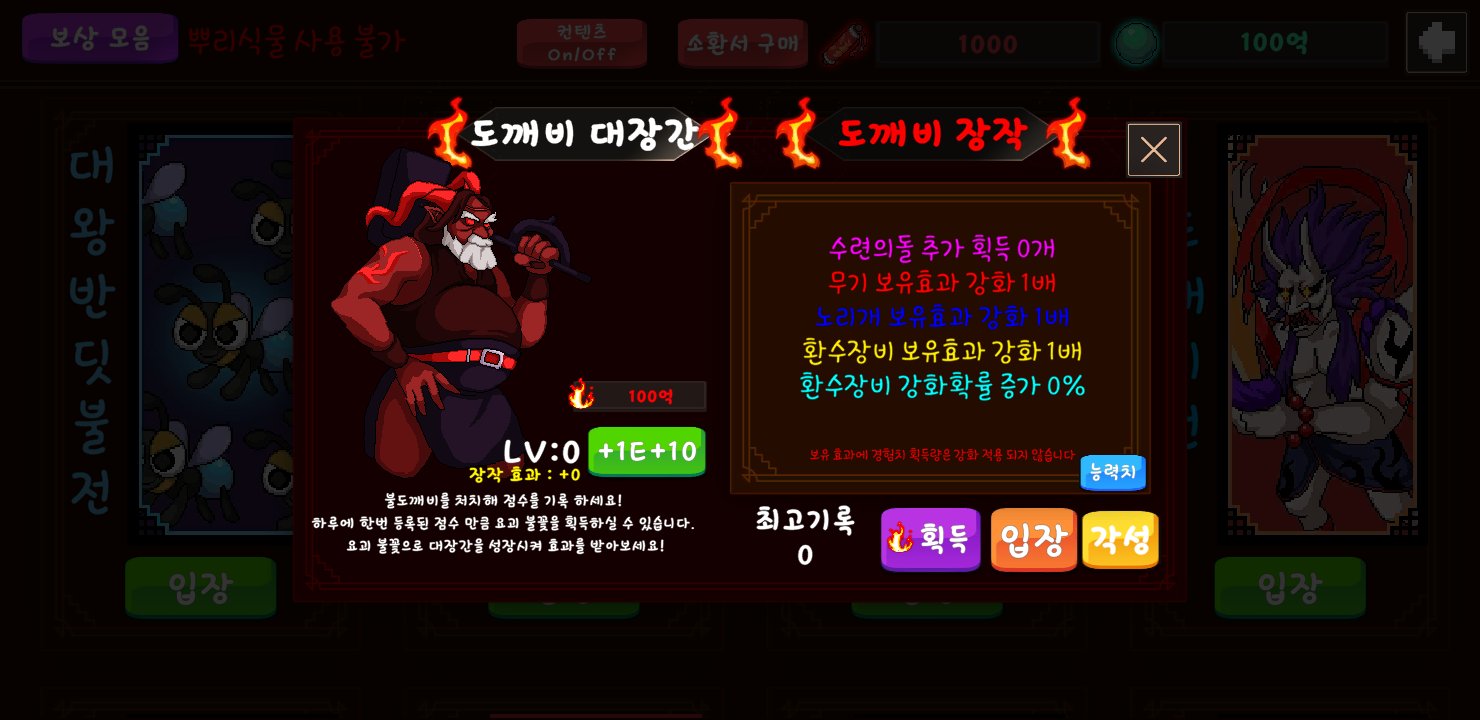 보상 모음
뿌리식물 사용 불가
컨텐츠
On/Off
소환서 구매
1000
100억
도깨비 대장간
도깨비 장작
대왕반딧불전
수련의돌 추가 획득 0개
무기 보유효과 강화 1배
노리개 보유효과 강화 1배
환수장비 보유효과 강화 1배
환수장비 강화확률 증가 0%
보유 효과에 경험치 획득량은 강화 적용 되지 않습니다
능력치
100억
LV:0
+1E+10
장작 효과 : +0
불도깨비를 처치해 점수를 기록 하세요!
하루에 한번 등록된 점수 만큼 요괴 불꽃을 획득하실 수 있습니다.
요괴 불꽃으로 대장간을 성장시켜 효과를 받아보세요!
최고기록
0
획득
입장
각성
입장
입장